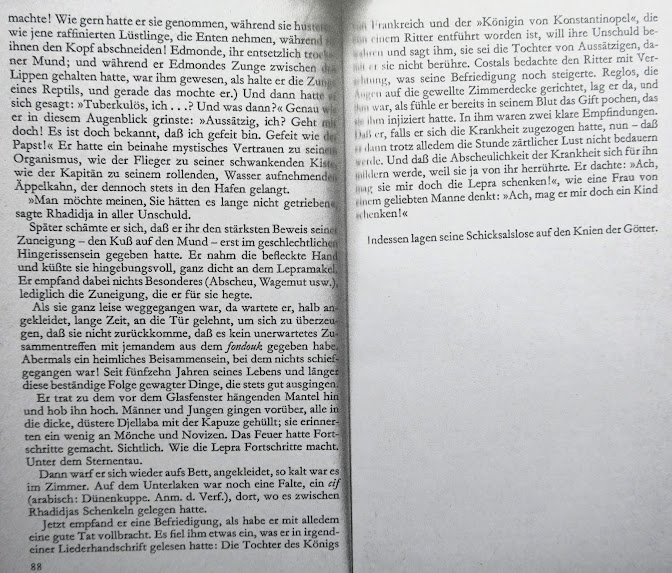 machte! Wie gern hatte er sie genommen, während sie hustete,
wie jene raffinierten Lüstlinge, die Enten nehmen, während
ihnen den Kopf abschneiden! Edmonde, ihr entsetzlich
ner Mund; und während er Edmondes Zunge zwischen den
Lippen gehalten hatte, war ihm gewesen, als halte er die Zunge
eines Reptils, und gerade das mochte er.) Und dann hatte er
sich gesagt: »Tuberkulös, ich . . .? Und was dann?« Genau wie
er in diesem Augenblick grinste: »Aussätzig, ich? Geht mir
doch! Es ist doch bekannt, daß ich gefeit bin. Gefeit wie der
Papst!« Er hatte ein beinahe mystisches Vertrauen zu seinem
Organismus, wie der Flieger zu seiner schwankenden Kiste,
wie der Kapitän zu seinem rollenden, Wasser aufnehmenden
Äppelkahn, der dennoch stets in den Hafen gelangt.
»Man möchte meinen, Sie hätten es lange nicht getrieben«,
sagte Rhadidja in aller Unschuld.
Später schämte er sich, daß er ihr den stärksten Beweis seiner
Zuneigung – den Kuß auf den Mund – erst im geschlechtlichen
Hingerissensein gegeben hatte. Er nahm die befleckte Hand
und küßte sie hingebungsvoll, ganz dicht an dem Lepramakel.
Er empfand dabei nichts Besonderes (Abscheu, Wagemut usw.),
lediglich die Zuneigung, die er für sie hegte.
Als sie ganz leise weggegangen war, da wartete er, halb an-
gekleidet, lange Zeit, an die Tür gelehnt, um sich zu überzeu-
gen, daß sie nicht zurückkomme, daß es kein unerwartetes Zu-
sammentreffen mit jemandem aus dem fondouk gegeben habe.
Abermals ein heimliches Beisammensein, bei dem nichts schief-
gegangen war! Seit fünfzehn Jahren seines Lebens und länger
diese beständige Folge gewagter Dinge, die stets gut ausgingen.
Er trat zu dem vor dem Glasfenster hängenden Mantel hin
und hob ihn hoch. Männer und Jungen gingen vorüber, alle in
die dicke, düstere Djellaba mit der Kapuze gehüllt; sie erinner-
ten ein wenig an Mönche und Novizen. Das Feuer hatte Fort-
schritte gemacht. Sichtlich. Wie die Lepra Fortschritte macht.
Unter dem Sternentau.
Dann warf er sich wieder aufs Bett, angekleidet, so kalt war es
im Zimmer. Auf dem Unterlaken war noch eine Falte, ein eif
(arabisch: Dünenkuppe. Anm. d. Verf.), dort, wo es zwischen
Rhadidjas Schenkeln gelegen hatte.
Jetzt empfand er eine Befriedigung, als habe er mit alledem
eine gute Tat vollbracht. Es fiel ihm etwas ein, was er in irgend-
einer Liederhandschrift gelesen hatte: Die Tochter des Königs
88
von Frankreich und der »Königin von Konstantinopel«, die
von einem Ritter entführt worden ist, will ihre Unschuld be-
wahren und sagt ihm, sie sei die Tochter von Aussätzigen, da-
mit er sie nicht berühre. Costals bedachte den Ritter mit Ver-
achtung, was seine Befriedigung noch steigerte. Reglos, die
Augen auf die gewellte Zimmerdecke gerichtet, lag er da, und
ihm war, als fühle er bereits in seinem Blut das Gift pochen, das
sie ihm injiziert hatte. In ihm waren zwei klare Empfindungen.
Daß er, falls er sich die Krankheit zugezogen hatte, nun – daß
er dann trotz alledem die Stunde zärtlicher Lust nicht bedauern
werde. Und daß die Abscheulichkeit der Krankheit sich für ihn
mildern werde, weil sie ja von ihr herrührte. Er dachte: »Ach,
mag sie mir doch die Lepra schenken!«, wie eine Frau von
einem geliebten Manne denkt: »Ach, mag er mir doch ein Kind
schenken!«
Indessen lagen seine Schicksalslose auf den Knien der Götter.